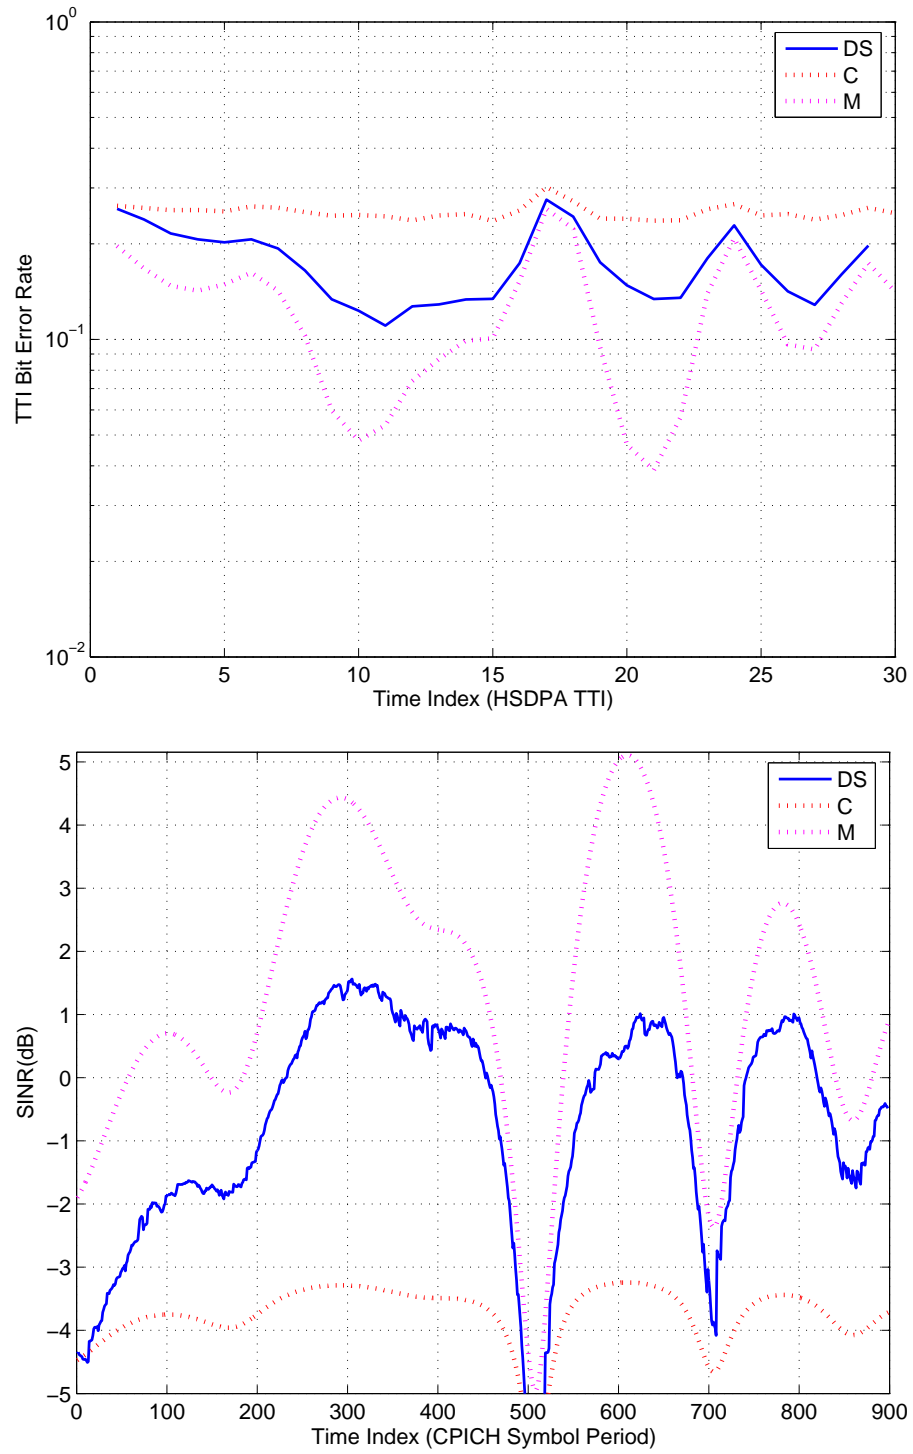 10^0
DS
C
M
TTI Bit Error Rate
10^−1
10^−2
0 5 10 15 20 25 30
Time Index (HSDPA TTI)
5
DS
C
M
4
3
2
1
SINR(dB)
0
−1
−2
−3
−4
−5
0 100 200 300 400 500 600 700 800 900
Time Index (CPICH Symbol Period)